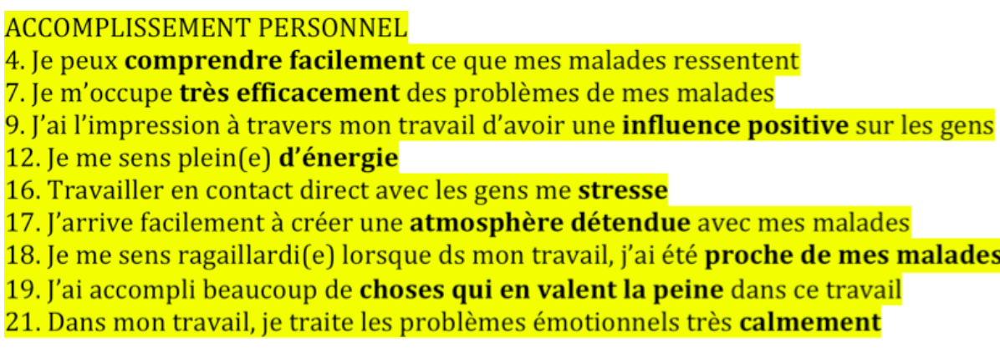 ACCOMPLISSEMENT PERSONNEL
4. Je peux comprendre facilement ce que mes malades ressentent
7. Je m’occupe très efficacement des problèmes de mes malades
9. J’ai l’impression à travers mon travail d’avoir une influence positive sur les gens
12. Je me sens plein(e) d’énergie
16. Travailler en contact direct avec les gens me stresse
17. J’arrive facilement à créer une atmosphère détendue avec mes malades
18. Je me sens ragaillardi(e) lorsque ds mon travail, j’ai été proche de mes malades
19. J’ai accompli beaucoup de choses qui en valent la peine dans ce travail
21. Dans mon travail, je traite les problèmes émotionnels très calmement